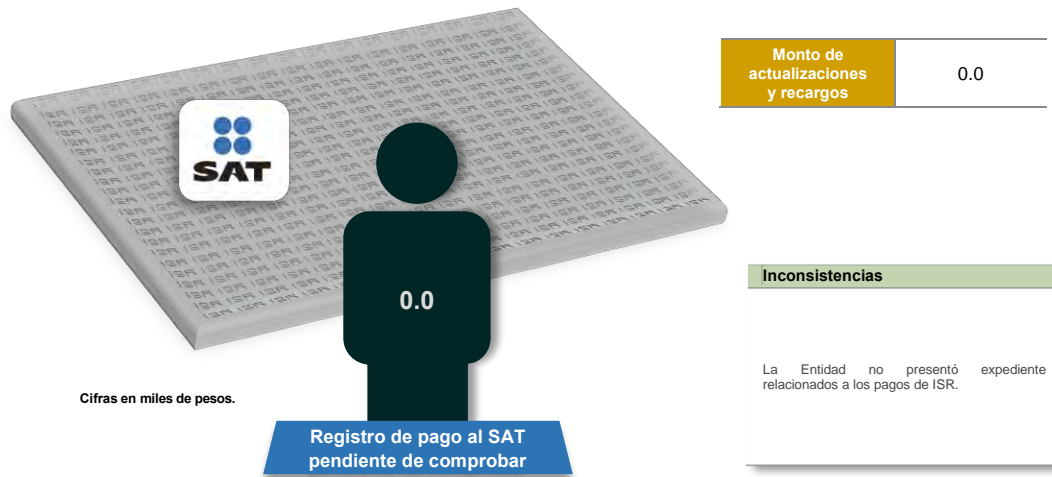 Monto de
actualizaciones
y recargos
0.0
SAT
0.0
Inconsistencias
La Entidad no presentó expediente
relacionados a los pagos de ISR.
Cifras en miles de pesos.
Registro de pago al SAT
pendiente de comprobar